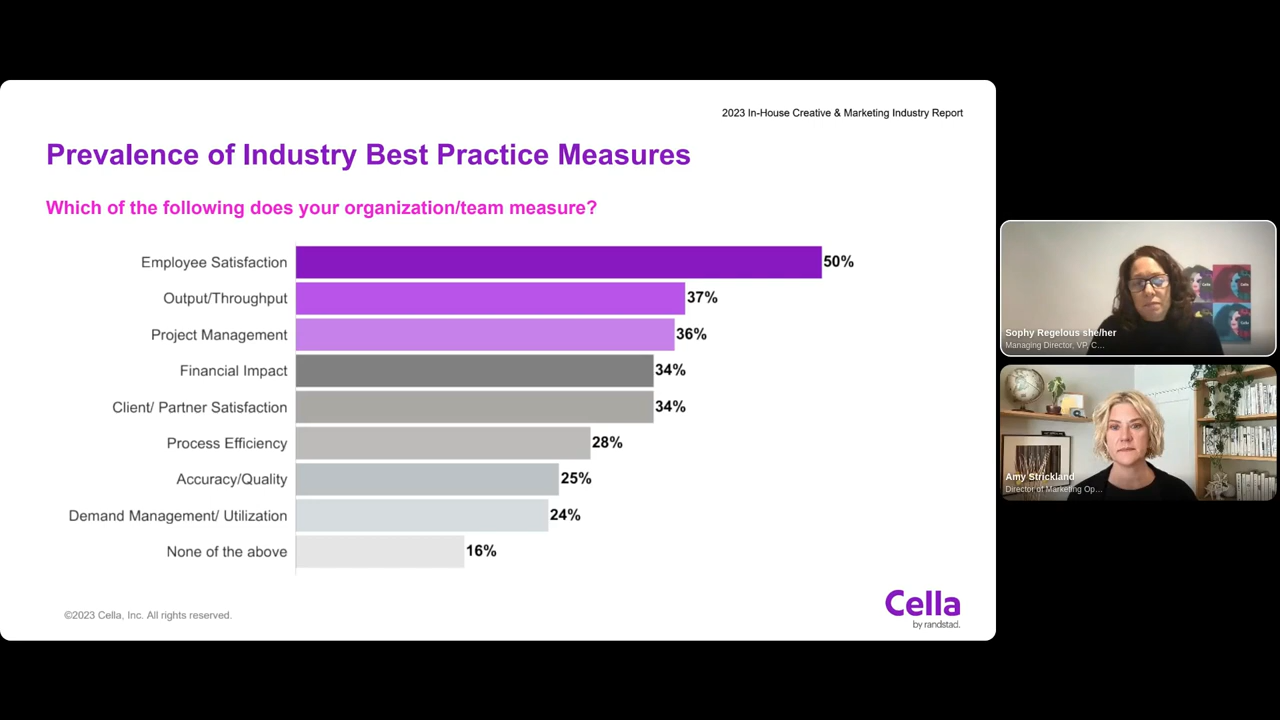 2023 In-House Creative & Marketing Industry Report
Prevalence of Industry Best Practice Measures
Which of the following does your organization/team measure?
Employee Satisfaction 50%
Output/Throughput 37%
Project Management 36%
Financial Impact 34%
Client/ Partner Satisfaction 34%
Process Efficiency 28%
Accuracy/Quality 25%
Demand Management/ Utilization 24%
None of the above 16%
©2023 Cella, Inc. All rights reserved.
Cella
by randstad.
Sophy Regelous she/her
Managing Director, VP, C...
Amy Strickland
Director of Marketing Op...